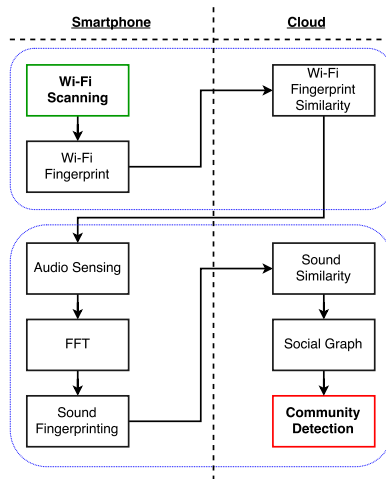 Smartphone
Cloud
Wi-Fi
Scanning
Wi-Fi
Fingerprint
Similarity
Wi-Fi
Fingerprint
Audio Sensing
Sound
Similarity
FFT
Social Graph
Sound
Fingerprinting
Community
Detection